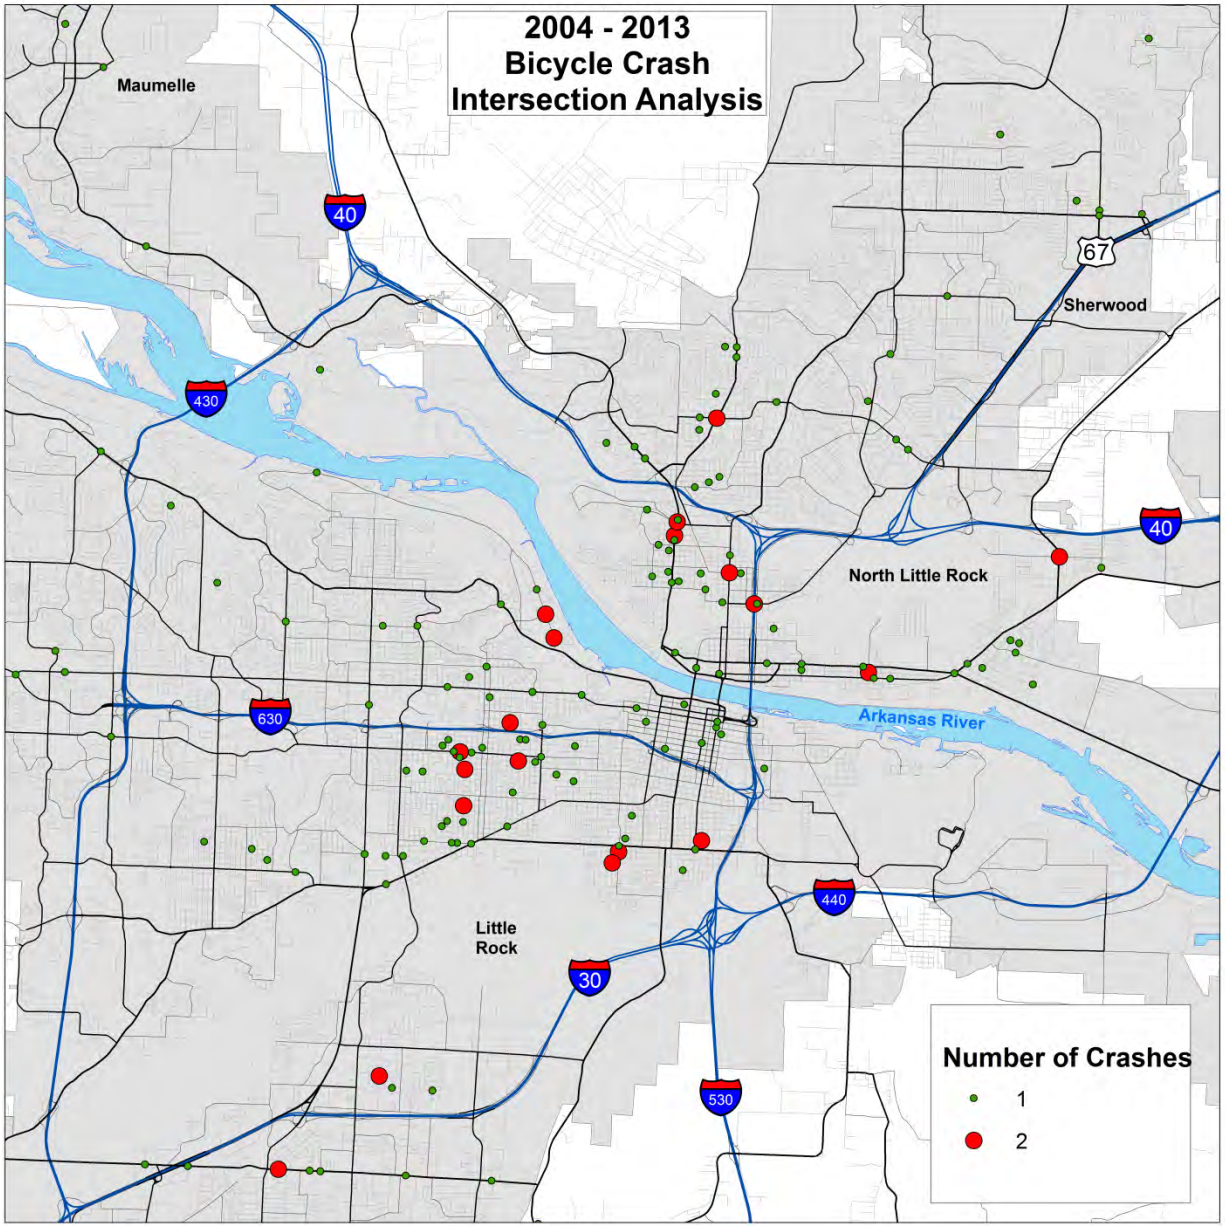 2004 - 2013
Bicycle Crash
Intersection Analysis
Maumelle
40
67
Sherwood
430
40
North Little Rock
630
Arkansas River
440
Little
Rock
30
530
Number of Crashes
1
2